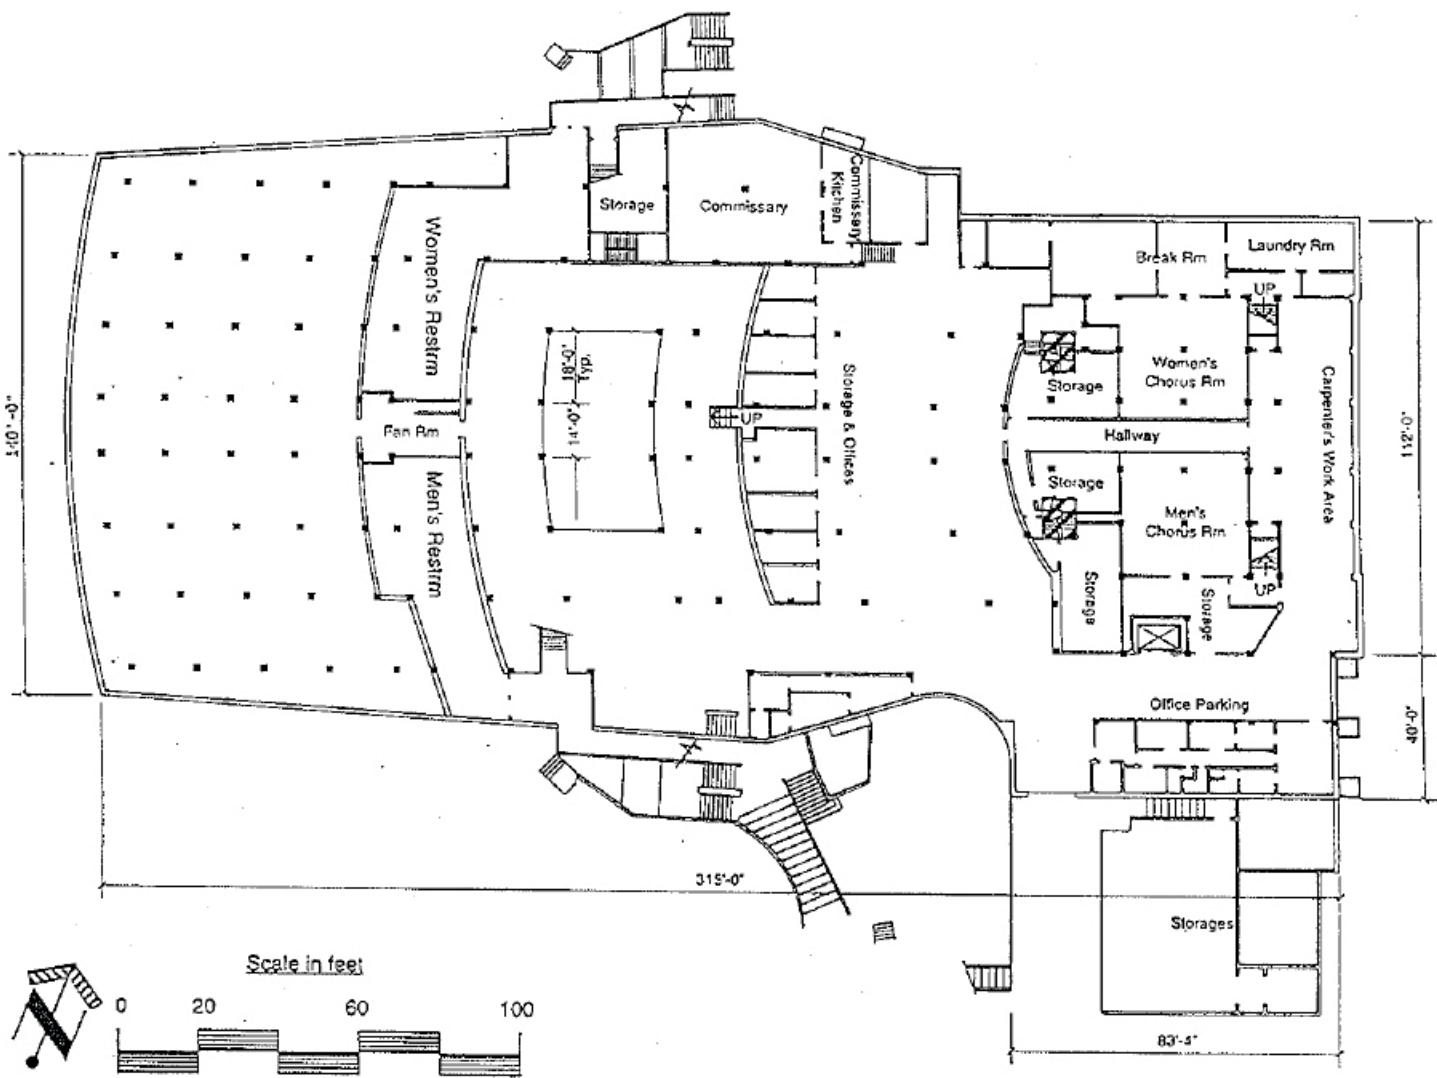 Storage
Commissary
Commissary
Kitchen
Women's Restrm
Break Rm
Laundry Rm
UP
18'-0"
Typ.
Storage & Offices
Women's
Chorus Rm
Storage
Carpenter's Work Area
14'-0"
UP
Fan Rm
Hallway
112'-0"
Men's Restrm
Storage
Men's
Chorus Rm
Storage
Storage
UP
Office Parking
40'-0"
315'-0"
Storages
Scale in feet
0 20 60 100
83'-4"